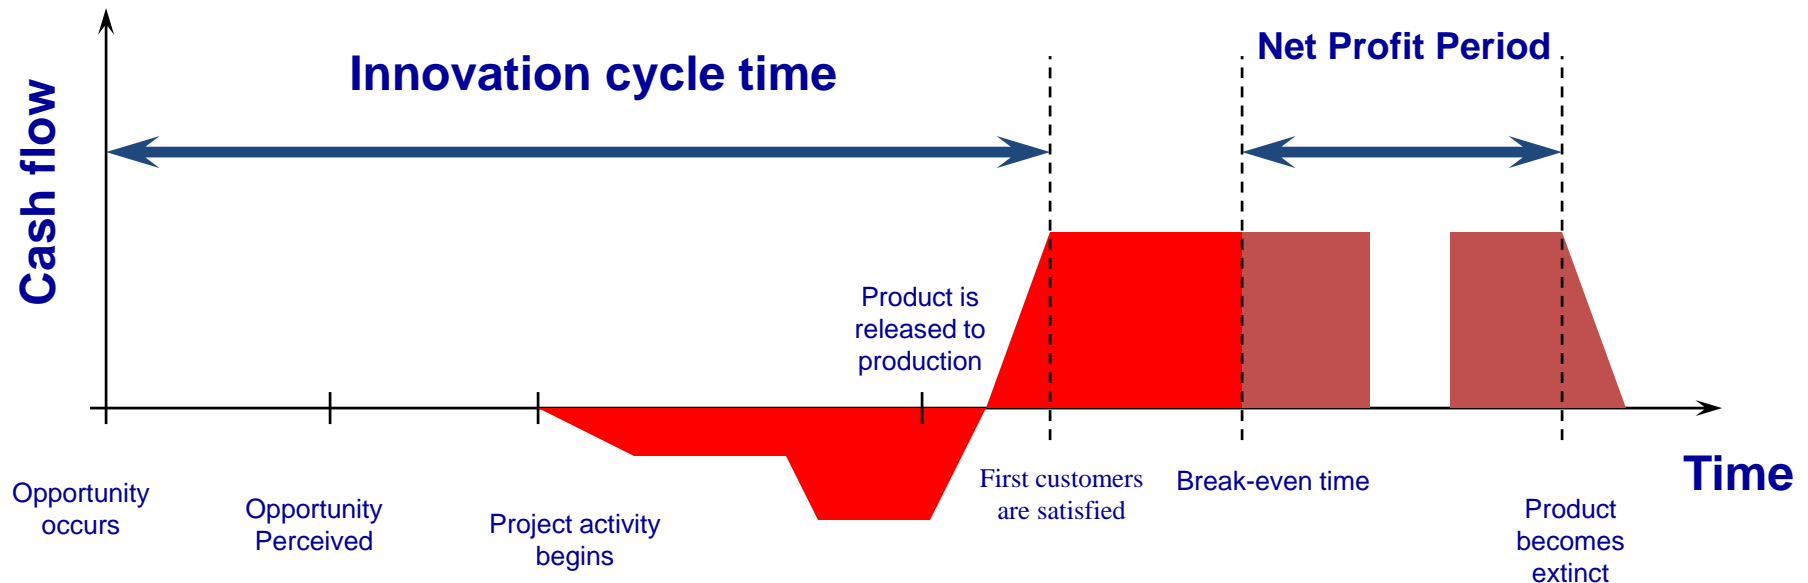 Net Profit Period
Innovation cycle time
Cash flow
Product is
released to
production
Time
Opportunity
occurs
Opportunity
Perceived
Project activity
begins
First customers
are satisfied
Break-even time
Product
becomes
extinct